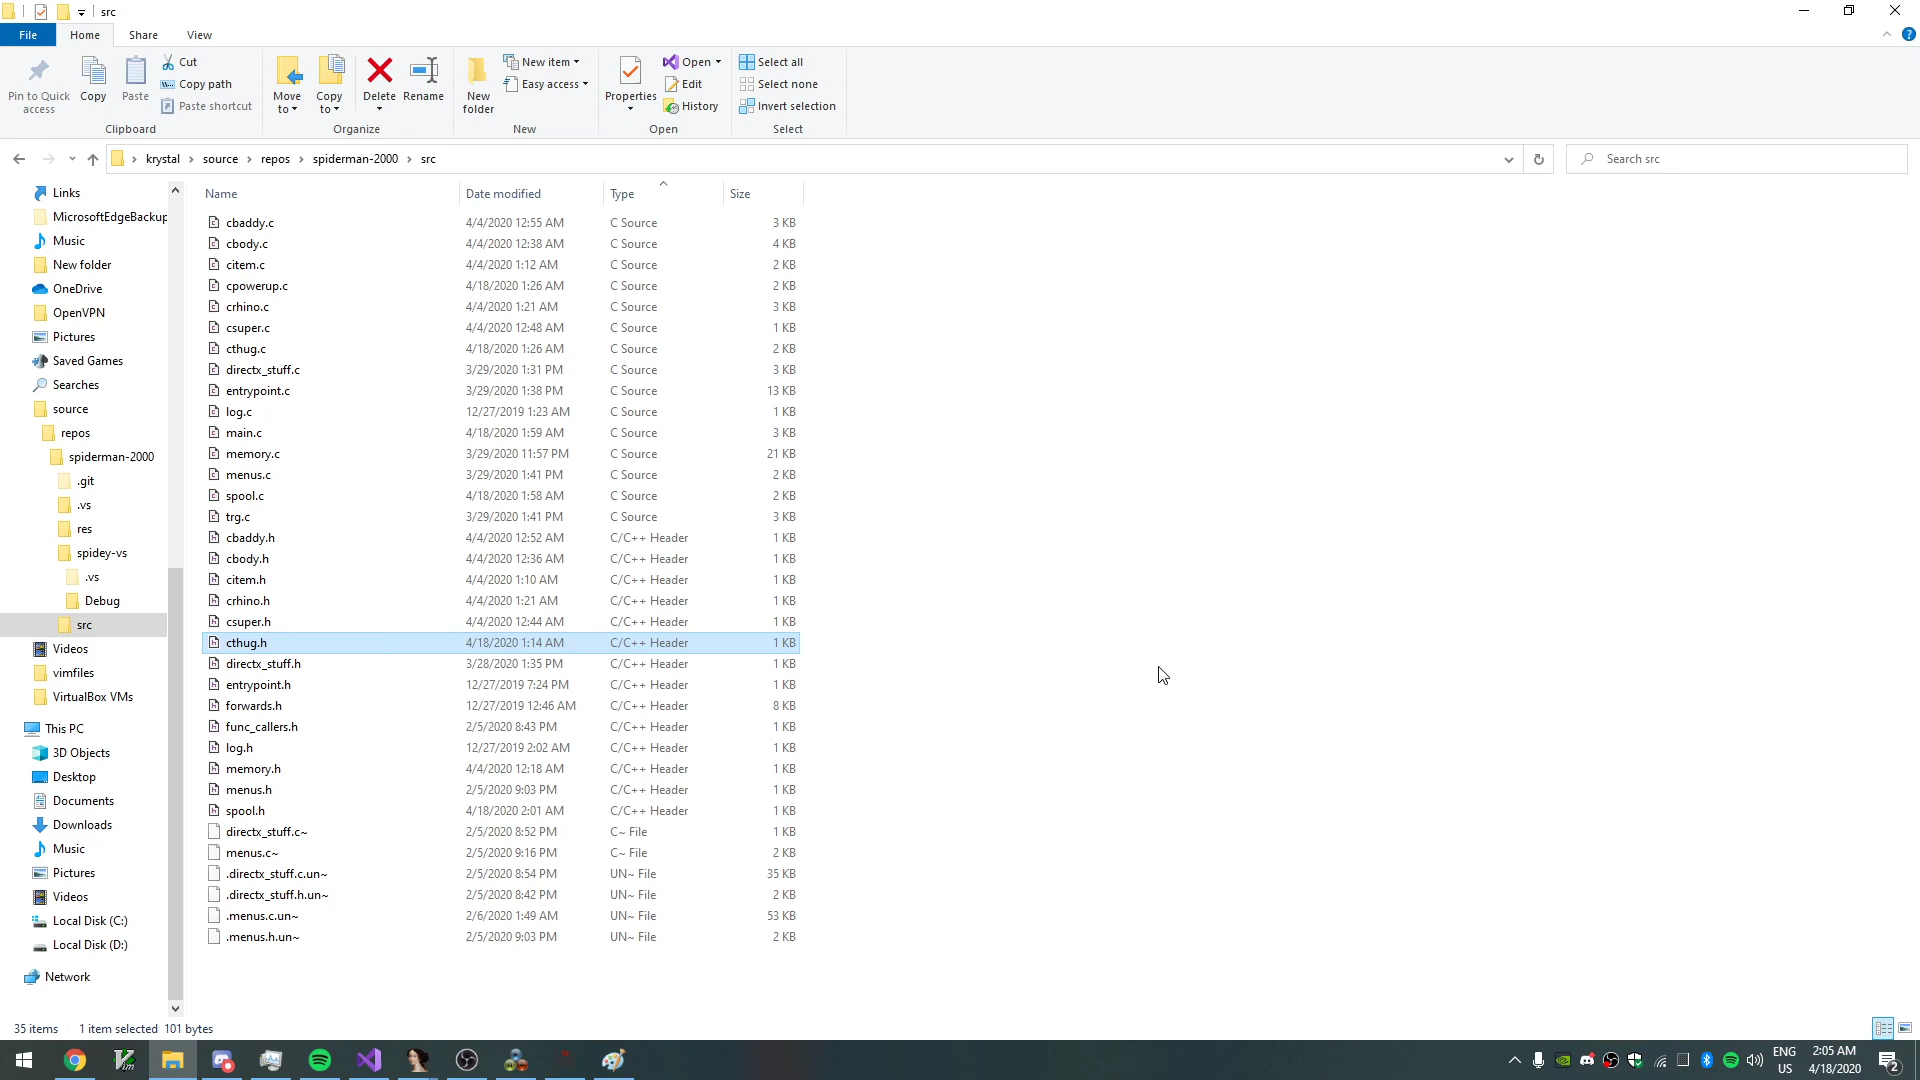 src
File Home Share View
Pin to Quick access
Copy
Paste
Cut
Copy path
Paste shortcut
Clipboard
Move to
Copy to
Delete
Rename
Organize
New folder
New item
Easy access
New
Properties
Open
Edit
History
Open
Select all
Select none
Invert selection
Select
krystal › source › repos › spiderman-2000 › src
Search src
Links
MicrosoftEdgeBackup
Music
New folder
OneDrive
OpenVPN
Pictures
Saved Games
Searches
source
repos
spiderman-2000
.git
.vs
res
spidey-vs
.vs
Debug
src
Videos
vimfiles
VirtualBox VMs
This PC
3D Objects
Desktop
Documents
Downloads
Music
Pictures
Videos
Local Disk (C:)
Local Disk (D:)
Network
Name Date modified Type Size
cbaddy.c 4/4/2020 12:55 AM C Source 3 KB
cbody.c 4/4/2020 12:38 AM C Source 4 KB
citem.c 4/4/2020 1:12 AM C Source 2 KB
cpowerup.c 4/18/2020 1:26 AM C Source 2 KB
crhino.c 4/4/2020 1:21 AM C Source 3 KB
csuper.c 4/4/2020 12:48 AM C Source 1 KB
cthug.c 4/18/2020 1:26 AM C Source 2 KB
directx_stuff.c 3/29/2020 1:31 PM C Source 3 KB
entrypoint.c 3/29/2020 1:38 PM C Source 13 KB
log.c 12/27/2019 1:23 AM C Source 1 KB
main.c 4/18/2020 1:59 AM C Source 3 KB
memory.c 3/29/2020 11:57 PM C Source 21 KB
menus.c 3/29/2020 1:41 PM C Source 2 KB
spool.c 4/18/2020 1:58 AM C Source 2 KB
trg.c 3/29/2020 1:41 PM C Source 3 KB
cbaddy.h 4/4/2020 12:52 AM C/C++ Header 1 KB
cbody.h 4/4/2020 12:36 AM C/C++ Header 1 KB
citem.h 4/4/2020 1:10 AM C/C++ Header 1 KB
crhino.h 4/4/2020 1:21 AM C/C++ Header 1 KB
csuper.h 4/4/2020 12:44 AM C/C++ Header 1 KB
cthug.h 4/18/2020 1:14 AM C/C++ Header 1 KB
directx_stuff.h 3/28/2020 1:35 PM C/C++ Header 1 KB
entrypoint.h 12/27/2019 7:24 PM C/C++ Header 1 KB
forwards.h 12/27/2019 12:46 AM C/C++ Header 8 KB
func_callers.h 2/5/2020 8:43 PM C/C++ Header 1 KB
log.h 12/27/2019 2:02 AM C/C++ Header 1 KB
memory.h 4/4/2020 12:18 AM C/C++ Header 1 KB
menus.h 2/5/2020 9:03 PM C/C++ Header 1 KB
spool.h 4/18/2020 2:01 AM C/C++ Header 1 KB
directx_stuff.c~ 2/5/2020 8:52 PM C~ File 1 KB
menus.c~ 2/5/2020 9:16 PM C~ File 2 KB
.directx_stuff.c.un~ 2/5/2020 8:54 PM UN~ File 35 KB
.directx_stuff.h.un~ 2/5/2020 8:42 PM UN~ File 2 KB
.menus.c.un~ 2/6/2020 1:49 AM UN~ File 53 KB
.menus.h.un~ 2/5/2020 9:03 PM UN~ File 2 KB
35 items 1 item selected 101 bytes
ENG US
2:05 AM
4/18/2020
2